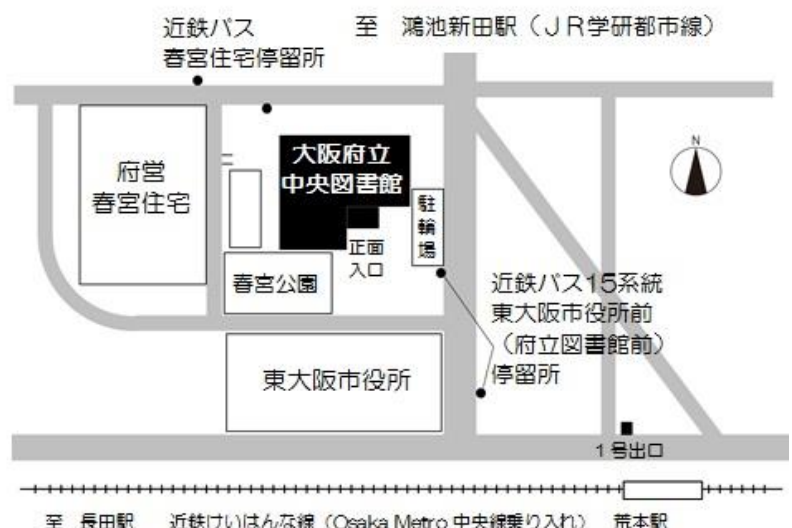 近鉄バス
春宮住宅停留所
至 鴻池新田駅（ＪＲ学研都市線）
府営
春宮住宅
大阪府立
中央図書館
N
駐輪場
正面
入口
春宮公園
近鉄バス15系統
東大阪市役所前
（府立図書館前）
停留所
東大阪市役所
1号出口
至 長田駅 近鉄けいはんな線（Osaka Metro 中央線乗り入れ） 荒本駅